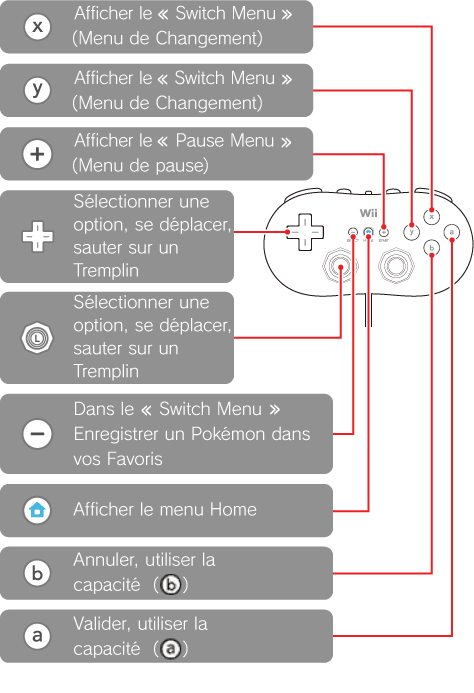 x
Afficher le « Switch Menu »
(Menu de Changement)
y
Afficher le « Switch Menu »
(Menu de Changement)
+
Afficher le « Pause Menu »
(Menu de pause)
Sélectionner une
option, se déplacer,
sauter sur un
Tremplin
L
Sélectionner une
option, se déplacer,
sauter sur un
Tremplin
−
Dans le « Switch Menu »
Enregistrer un Pokémon dans
vos Favoris
Afficher le menu Home
b
Annuler, utiliser la
capacité (b)
a
Valider, utiliser la
capacité (a)
Wii
x
y
a
b
START